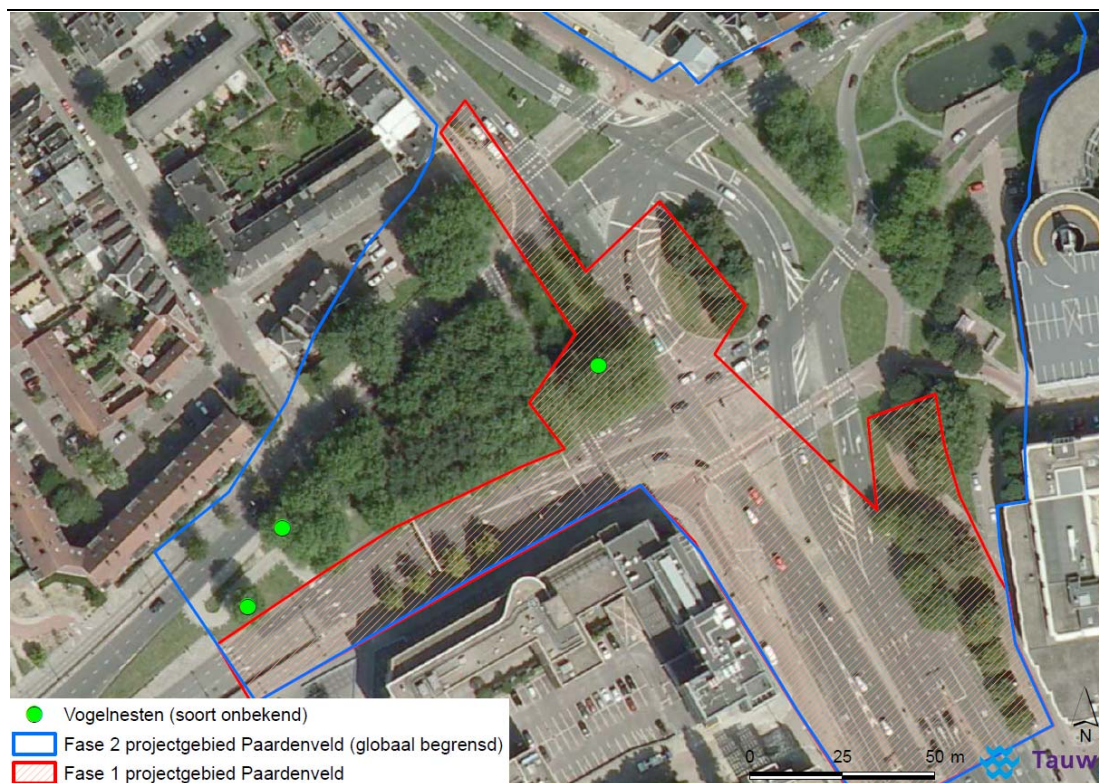 Vogelnesten (soort onbekend)
Fase 2 projectgebied Paardenveld (globaal begrensd)
Fase 1 projectgebied Paardenveld
0 25 50 m
N
Tauw